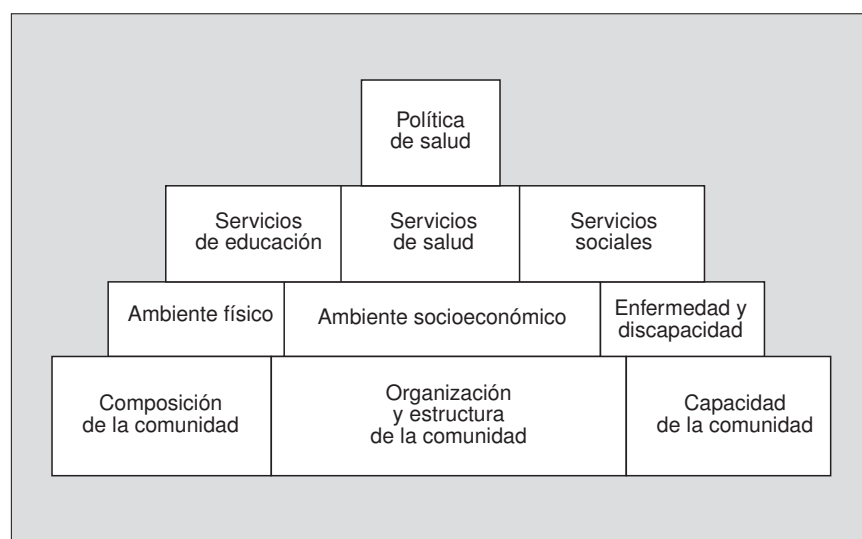 Política
de salud
Servicios
de educación
Servicios
de salud
Servicios
sociales
Ambiente físico
Ambiente socioeconómico
Enfermedad y
discapacidad
Composición
de la comunidad
Organización
y estructura
de la comunidad
Capacidad
de la comunidad